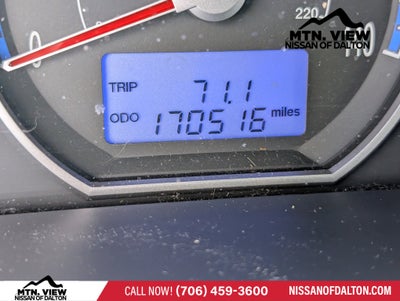 MTN. VIEW
NISSAN OF DALTON
220
TRIP 71.1
ODO 170516 miles
MTN. VIEW
NISSAN OF DALTON
CALL NOW! (706) 459-3600
NISSANOFDALTON.COM